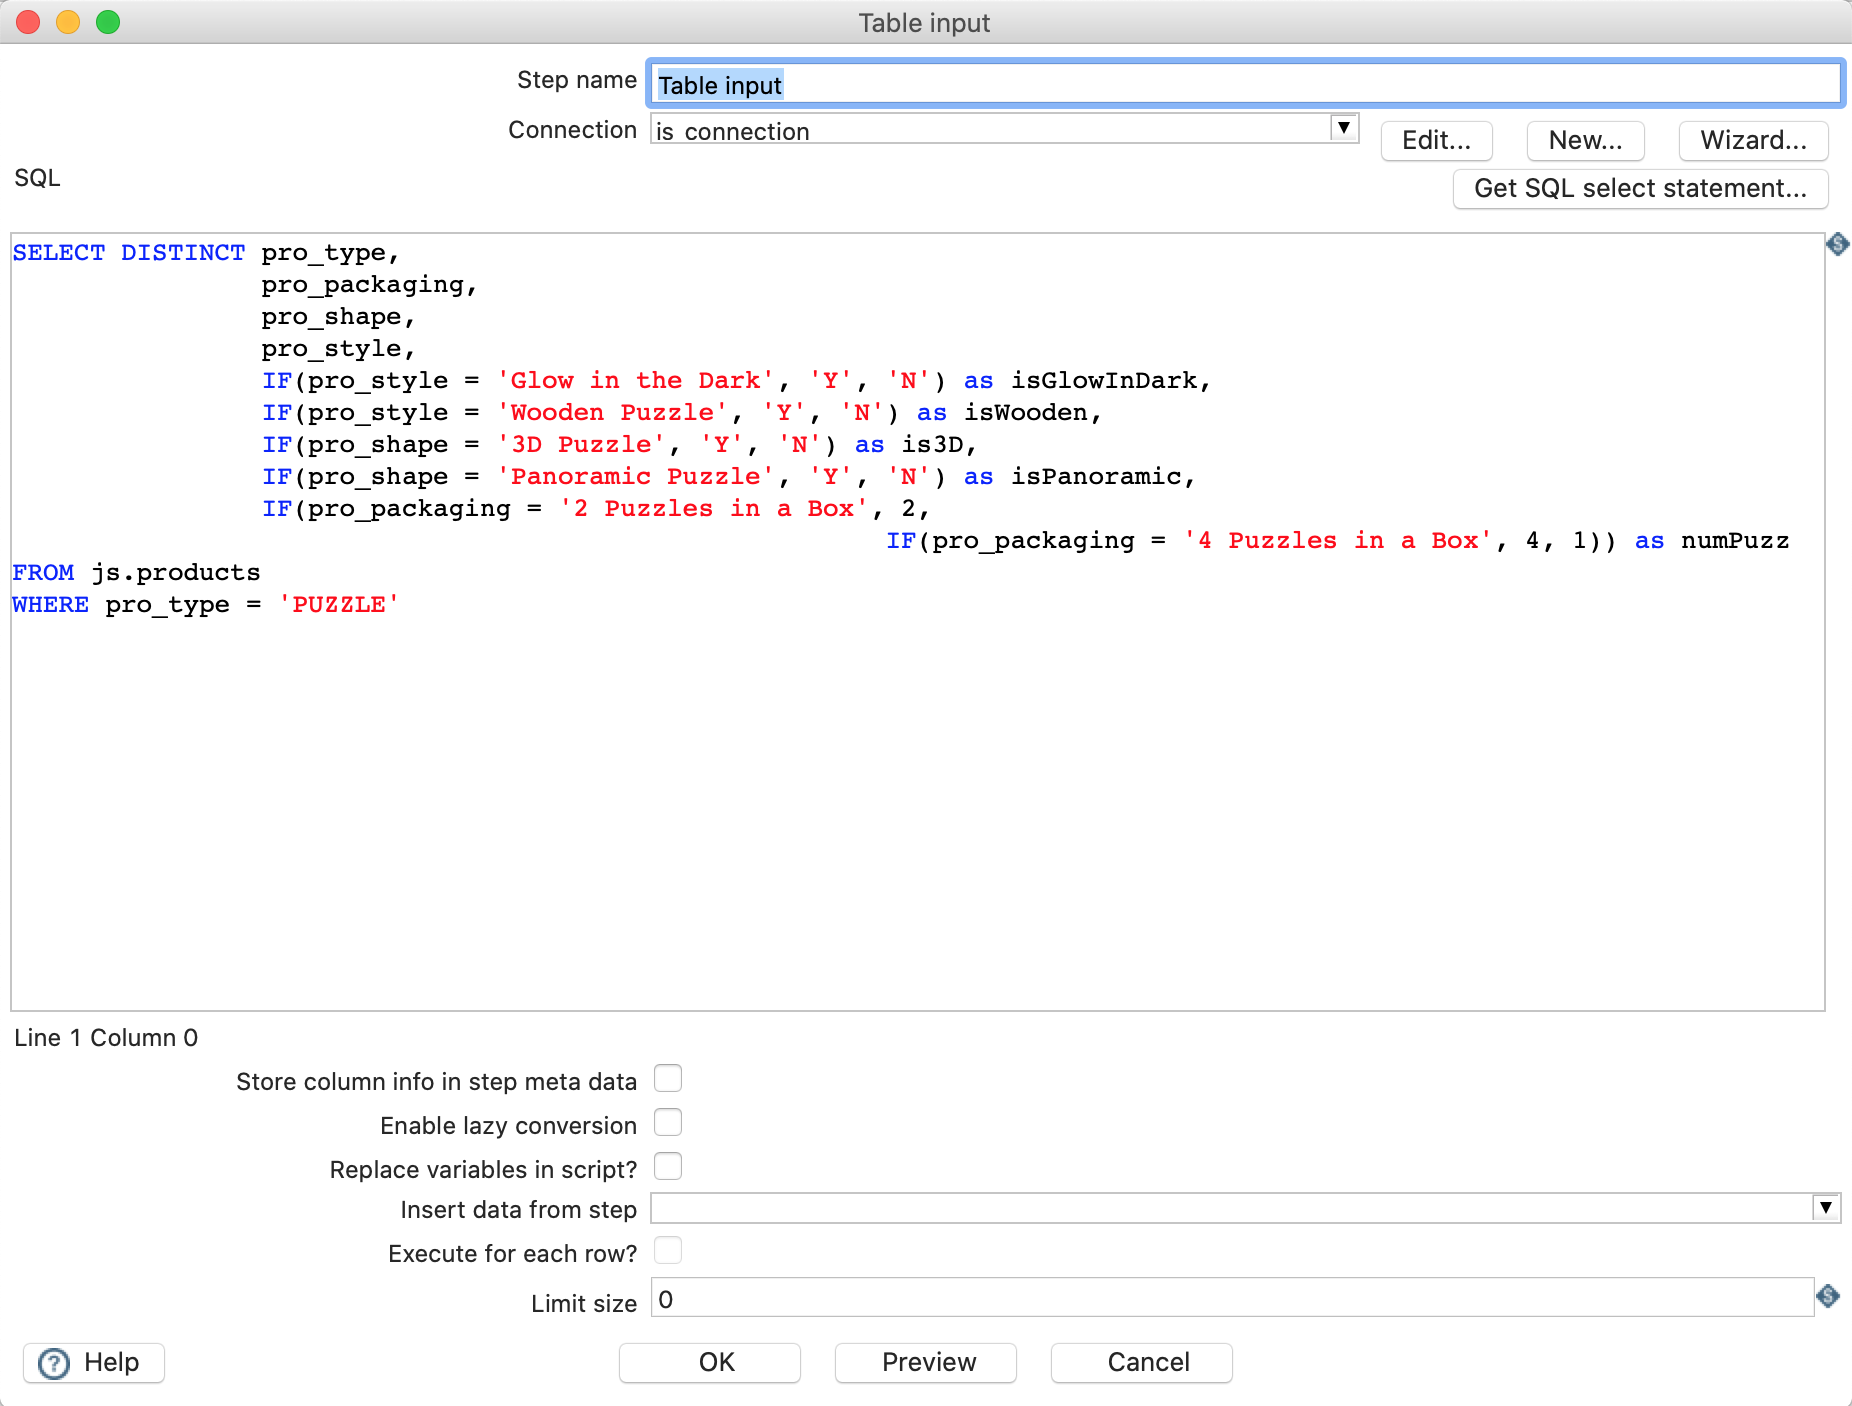 Table input
Step name Table input
Connection is connection
Edit... New... Wizard...
SQL
Get SQL select statement...
SELECT DISTINCT pro_type,
pro_packaging,
pro_shape,
pro_style,
IF(pro_style = 'Glow in the Dark', 'Y', 'N') as isGlowInDark,
IF(pro_style = 'Wooden Puzzle', 'Y', 'N') as isWooden,
IF(pro_shape = '3D Puzzle', 'Y', 'N') as is3D,
IF(pro_shape = 'Panoramic Puzzle', 'Y', 'N') as isPanoramic,
IF(pro_packaging = '2 Puzzles in a Box', 2,
IF(pro_packaging = '4 Puzzles in a Box', 4, 1)) as numPuzz
FROM js.products
WHERE pro_type = 'PUZZLE'
Line 1 Column 0
Store column info in step meta data
Enable lazy conversion
Replace variables in script?
Insert data from step
Execute for each row?
Limit size 0
Help OK Preview Cancel